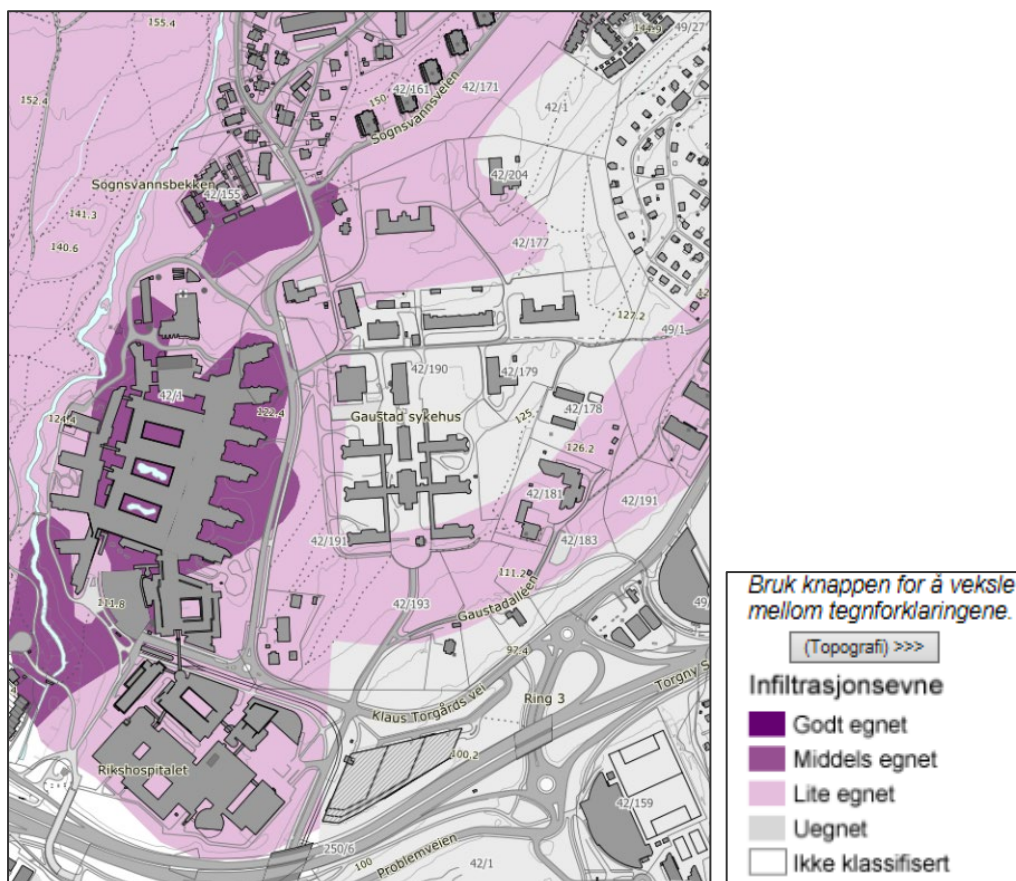 155.4
144.9
49/27
152.4
42/161
42/171
150.
Sognsvannsveien
42/1
42/204
Sognsvannsbekken
42/155
141.3
140.6
42/177
127.2
49/1
42/190
42/179
42/1
124.4
122.4
Gaustad sykehus
125.
42/178
126.2
42/181
42/191
42/191
42/183
111.8
111.2
42/193
Gaustadalléen
97.4
Klaus Torgårds vei
Ring 3
Torgny S
100.2
Rikshospitalet
42/159
250/6
100
Problemveien
42/1
Bruk knappen for å veksle
mellom tegnforklaringene.
(Topografi) >>>
Infiltrasjonsevne
Godt egnet
Middels egnet
Lite egnet
Uegnet
Ikke klassifisert